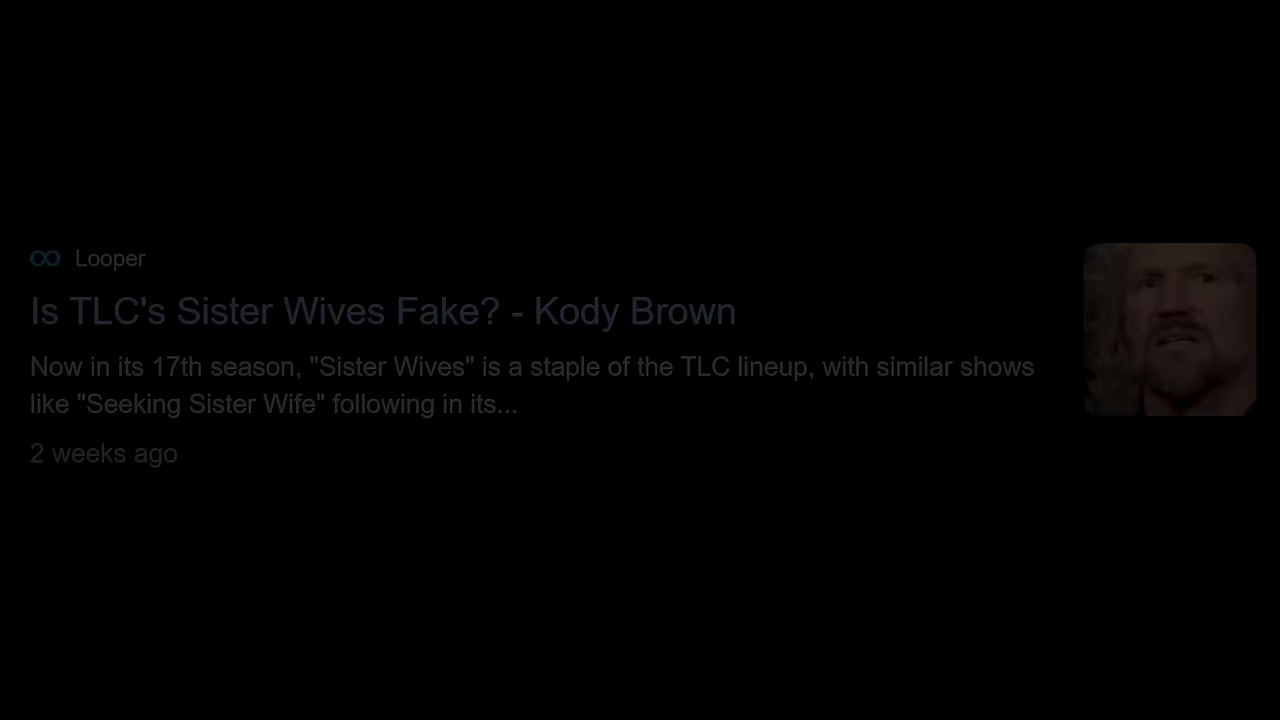 Looper
Is TLC's Sister Wives Fake? - Kody Brown
Now in its 17th season, "Sister Wives" is a staple of the TLC lineup, with similar shows
like "Seeking Sister Wife" following in its...
2 weeks ago